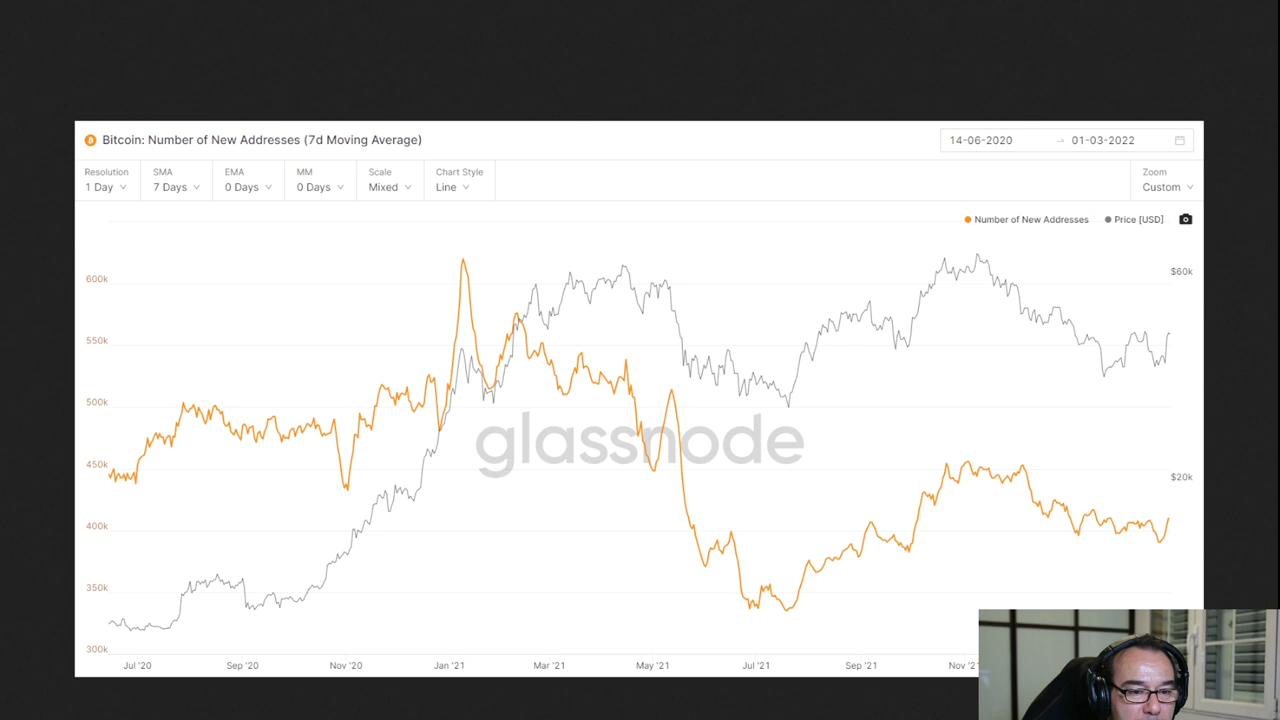 Bitcoin: Number of New Addresses (7d Moving Average)
14-06-2020 → 01-03-2022
Resolution SMA EMA MM Scale Chart Style Zoom
1 Day 7 Days 0 Days 0 Days Mixed Line Custom
Number of New Addresses Price [USD]
600k
550k
500k
450k
400k
350k
300k
$60k
$20k
glassnode
Jul '20 Sep '20 Nov '20 Jan '21 Mar '21 May '21 Jul '21 Sep '21 Nov '2